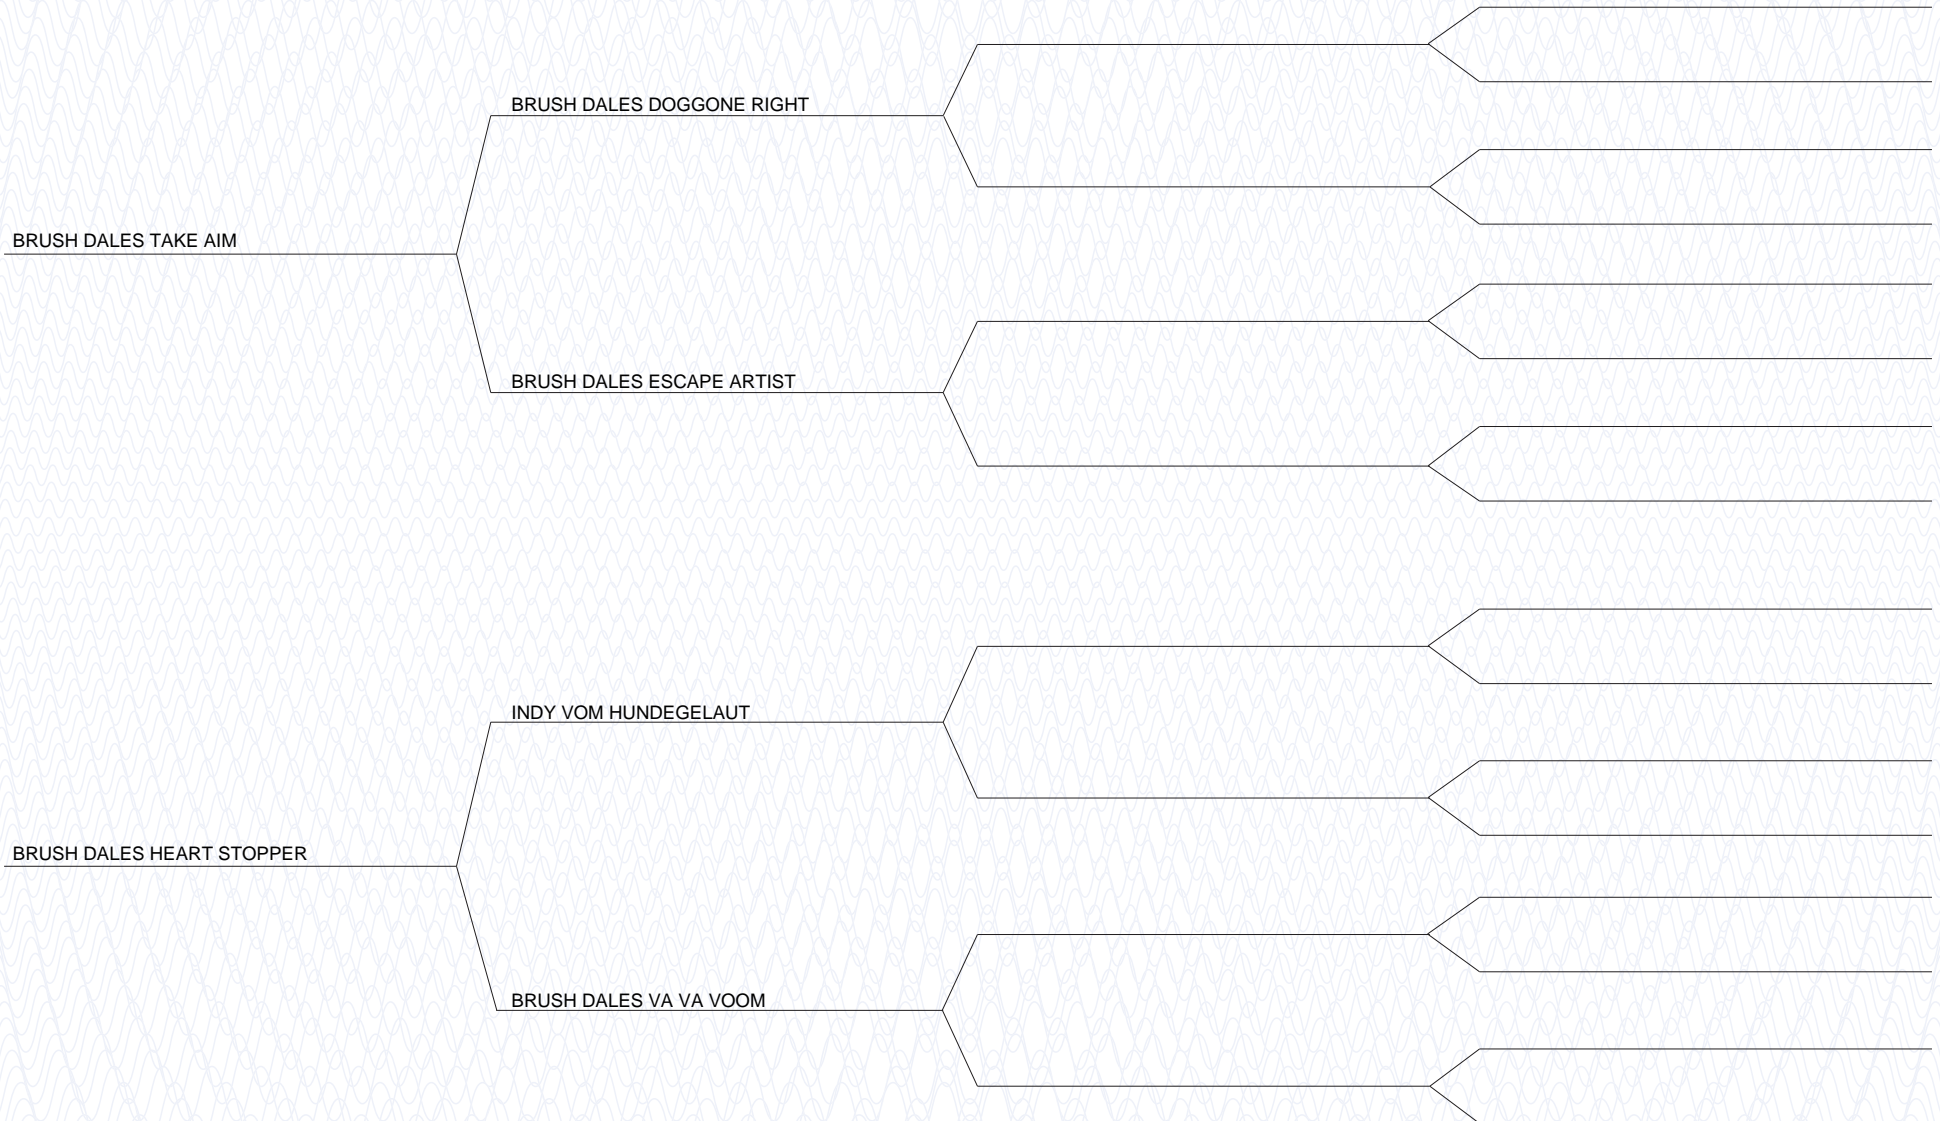 BRUSH DALES DOGGONE RIGHT
BRUSH DALES TAKE AIM
BRUSH DALES ESCAPE ARTIST
INDY VOM HUNDEGELAUT
BRUSH DALES HEART STOPPER
BRUSH DALES VA VA VOOM